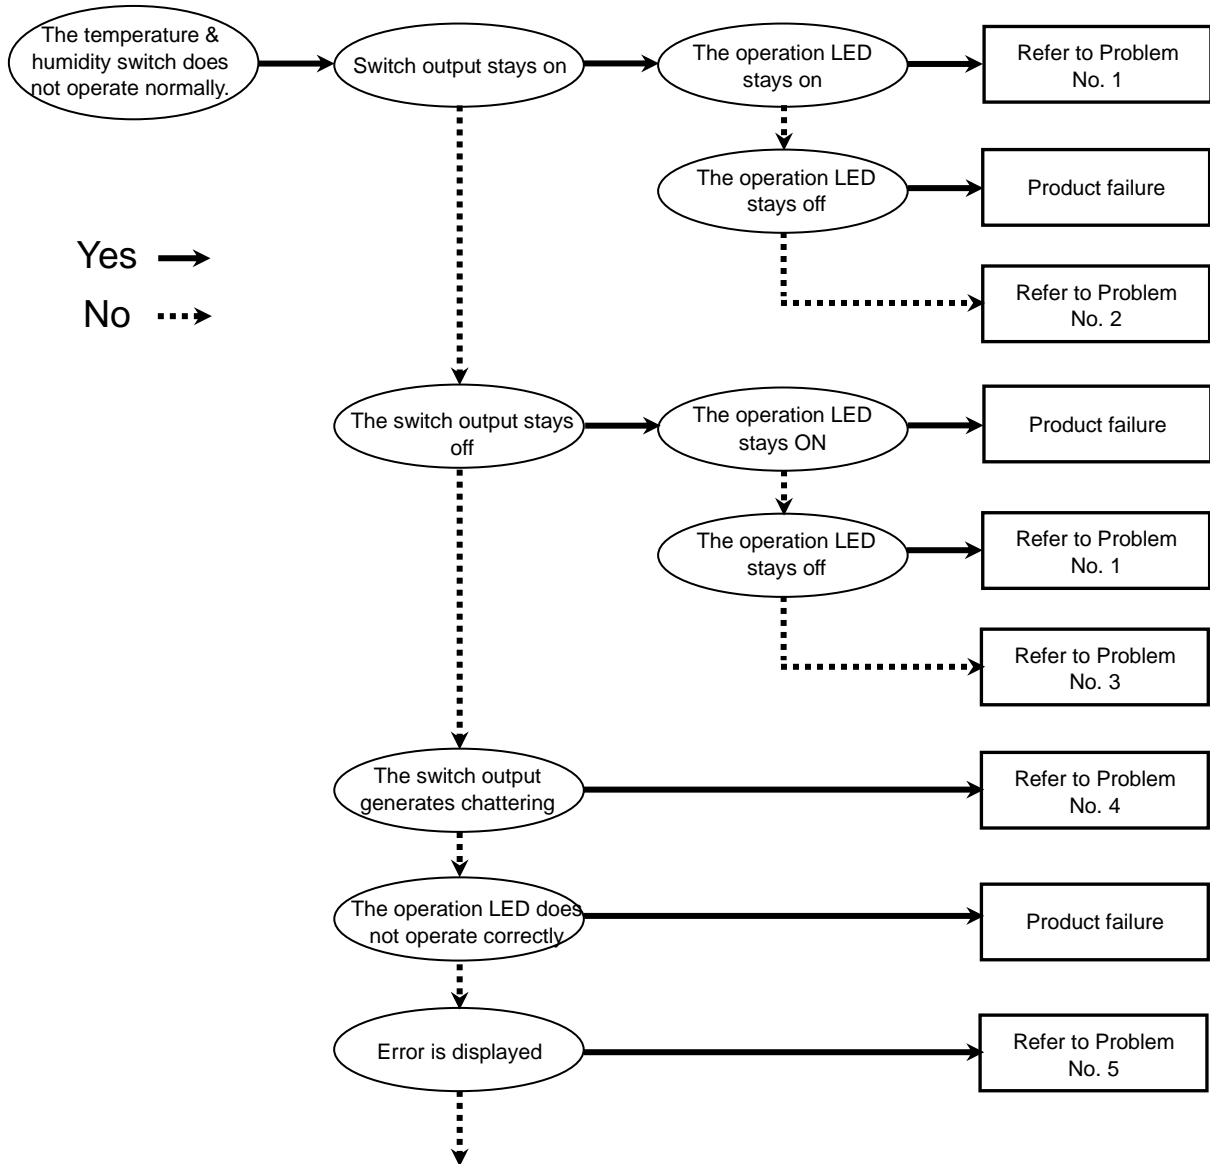 The temperature &
humidity switch does
not operate normally.
Switch output stays on
The operation LED
stays on
Refer to Problem
No. 1
The operation LED
stays off
Product failure
Yes
No
Refer to Problem
No. 2
The switch output stays
off
The operation LED
stays ON
Product failure
The operation LED
stays off
Refer to Problem
No. 1
Refer to Problem
No. 3
The switch output
generates chattering
Refer to Problem
No. 4
The operation LED does
not operate correctly
Product failure
Error is displayed
Refer to Problem
No. 5